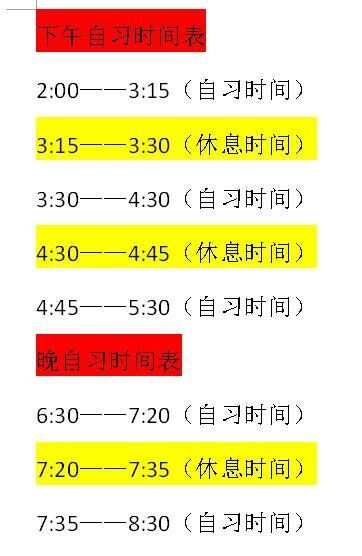 下午自习时间表
2:00——3:15（自习时间）
3:15——3:30（休息时间）
3:30——4:30（自习时间）
4:30——4:45（休息时间）
4:45——5:30（自习时间）
晚自习时间表
6:30——7:20（自习时间）
7:20——7:35（休息时间）
7:35——8:30（自习时间）